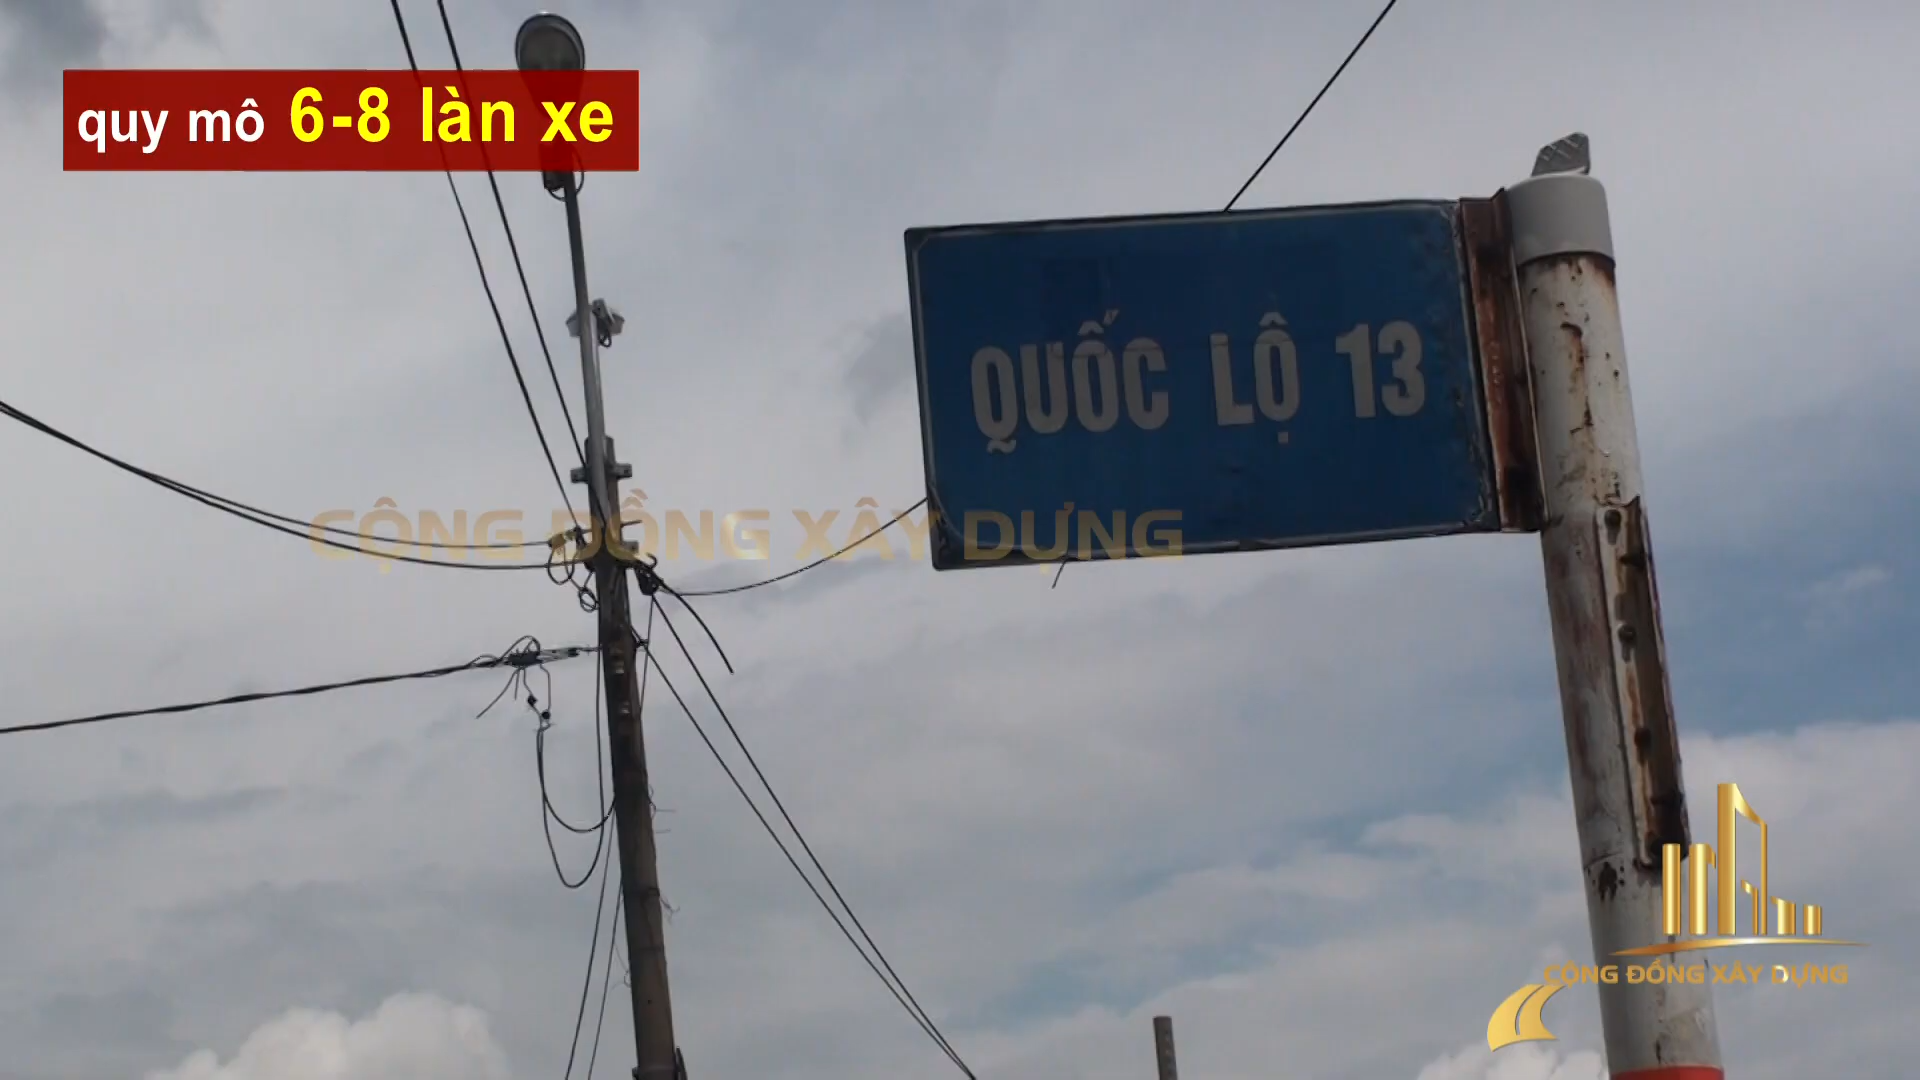 quy mô 6-8 làn xe
QUỐC LỘ 13
CỘNG ĐỒNG XÂY DỰNG
CỘNG ĐỒNG XÂY DỰNG